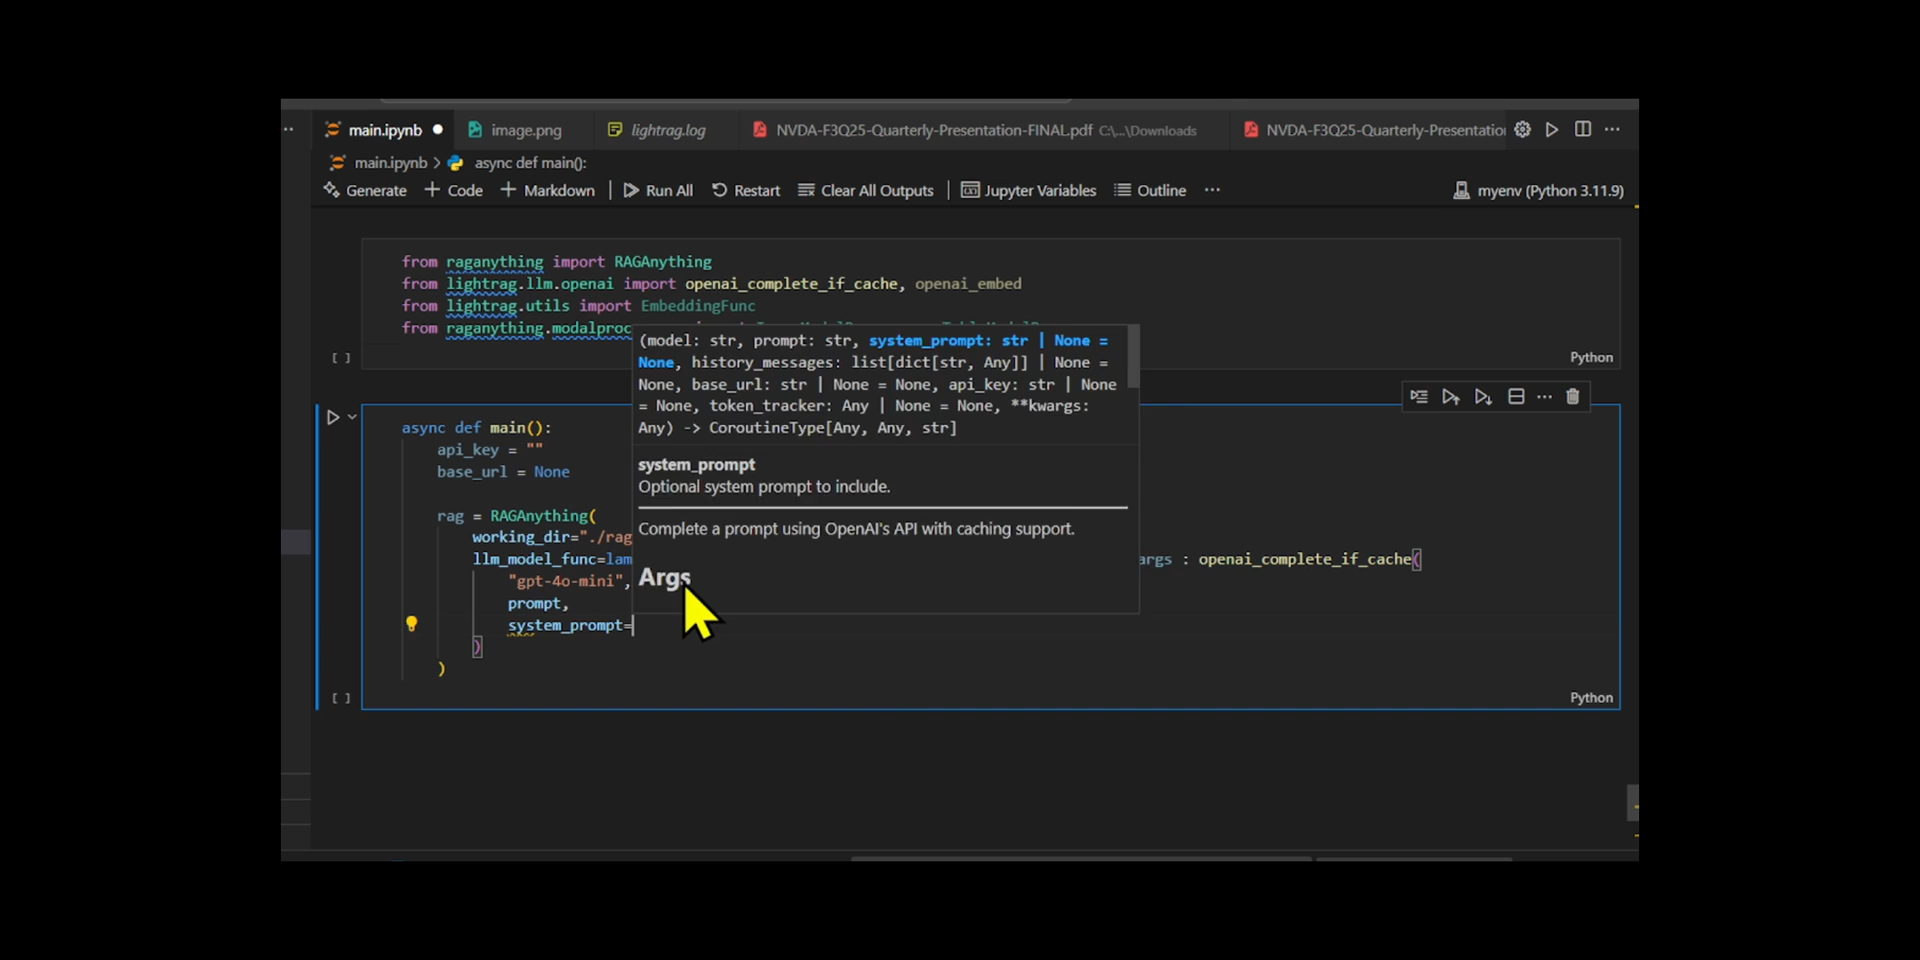 main.ipynb image.png lightrag.log NVDA-F3Q25-Quarterly-Presentation-FINAL.pdf C:\...\Downloads NVDA-F3Q25-Quarterly-Presentation
main.ipynb > async def main():
Generate + Code + Markdown | Run All Restart Clear All Outputs | Jupyter Variables Outline ... myenv (Python 3.11.9)
from raganything import RAGAnything
from lightrag.llm.openai import openai_complete_if_cache, openai_embed
from lightrag.utils import EmbeddingFunc
from raganything.modalproc
[ ] Python
(model: str, prompt: str, system_prompt: str | None =
None, history_messages: list[dict[str, Any]] | None =
None, base_url: str | None = None, api_key: str | None
= None, token_tracker: Any | None = None, **kwargs:
Any) -> CoroutineType[Any, Any, str]
system_prompt
Optional system prompt to include.
Complete a prompt using OpenAI's API with caching support.
Args
async def main():
api_key = ""
base_url = None
rag = RAGAnything(
working_dir="./rag
llm_model_func=lam args : openai_complete_if_cache(
"gpt-4o-mini",
prompt,
system_prompt=
)
)
[ ] Python